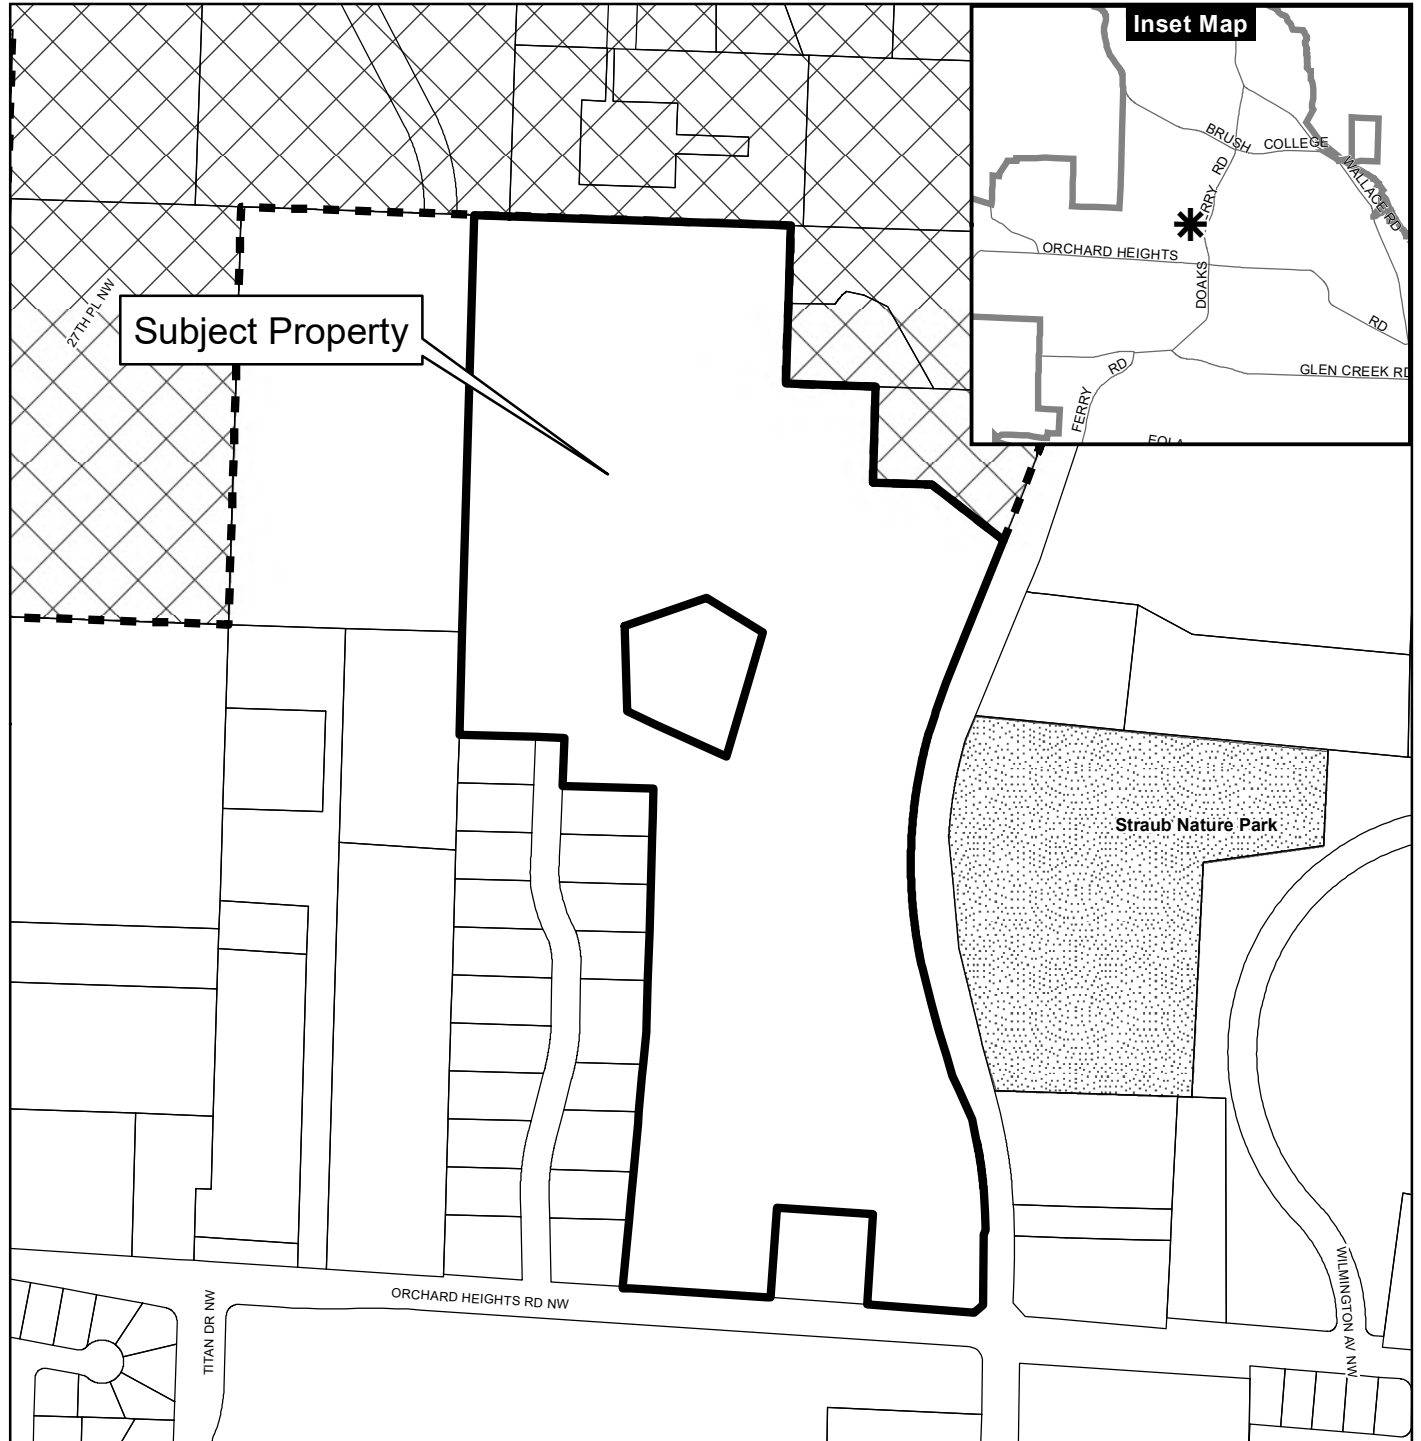 Inset Map
BRUSH
COLLEGE
RD
WALLACE RD
ORCHARD HEIGHTS
DOAKS
RD
RD
GLEN CREEK RD
FERRY
27TH PL NW
Subject Property
Straub Nature Park
ORCHARD HEIGHTS RD NW
TITAN DR NW
WILMINGTON AV NW